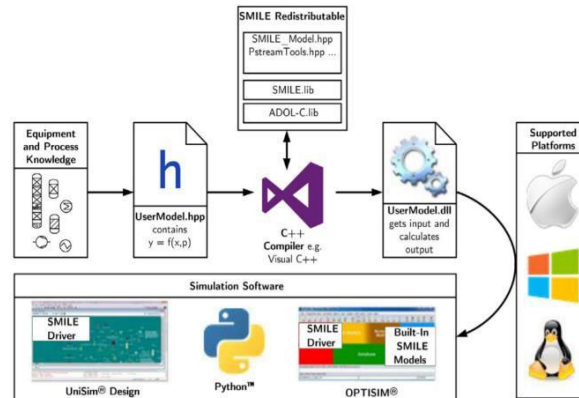 SMILE Redistributable
SMILE_Model.hpp
PstreamTools.hpp ...
SMILE.lib
ADOL-C.lib
Equipment
and Process
Knowledge
h
UserModel.hpp
contains
y = f(x,p)
C++
Compiler e.g.
Visual C++
UserModel.dll
gets input and
calculates
output
Supported
Platforms
Simulation Software
SMILE
Driver
UniSim® Design
Python™
SMILE
Driver
Built-In
SMILE
Models
OPTISIM®